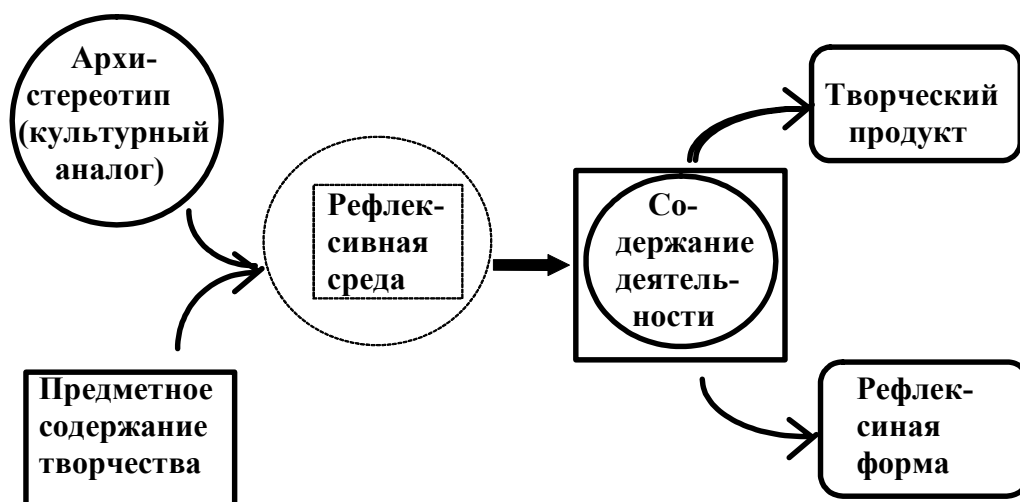 Архи-
стереотип
(культурный
аналог)
Предметное
содержание
творчества
Рефлек-
сивная
среда
Со-
держание
деятель-
ности
Творческий
продукт
Рефлек-
синая
форма